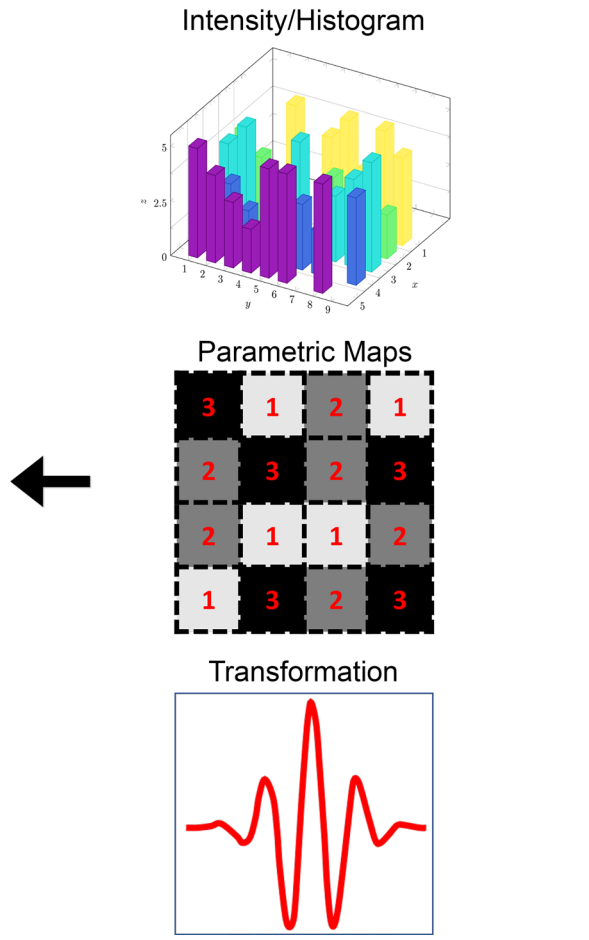 Intensity/Histogram
5
2.5
0
z
1
2
3
4
5
6
7
8
9
y
5
4
3
2
1
x
Parametric Maps
3 1 2 1
2 3 2 3
2 1 1 2
1 3 2 3
Transformation